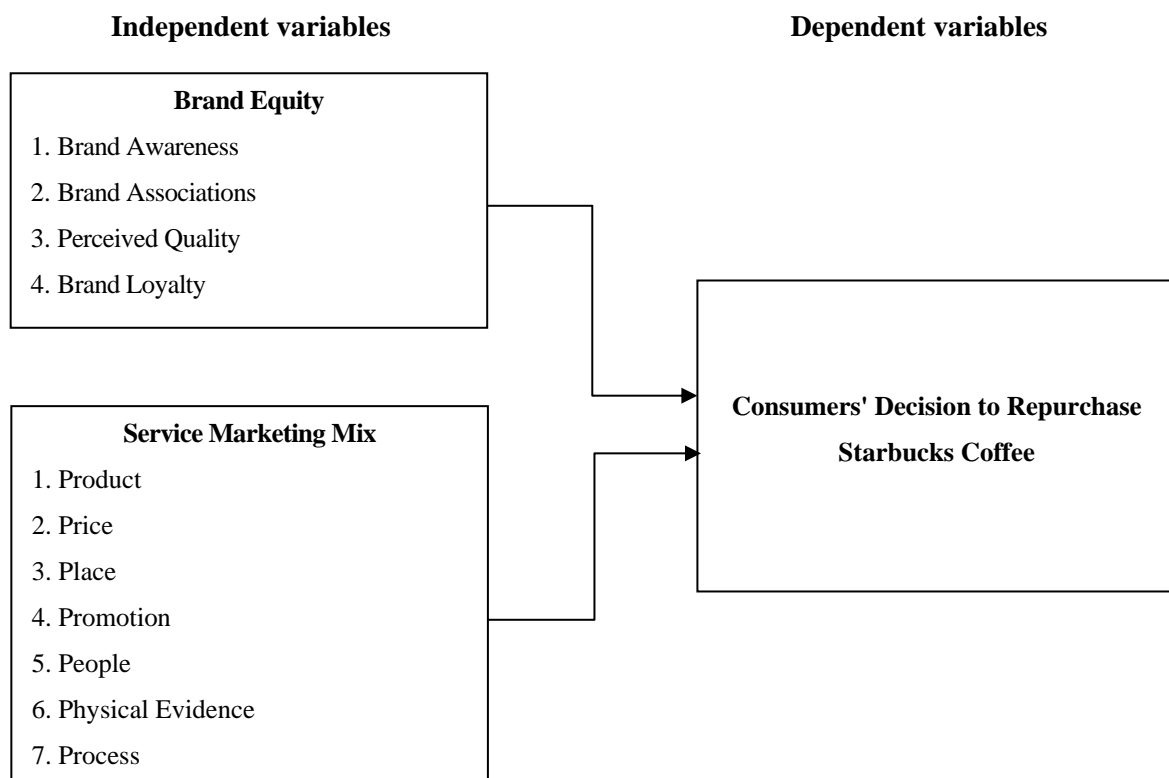 Independent variables
Dependent variables
Brand Equity
1. Brand Awareness
2. Brand Associations
3. Perceived Quality
4. Brand Loyalty
Service Marketing Mix
1. Product
2. Price
3. Place
4. Promotion
5. People
6. Physical Evidence
7. Process
Consumers' Decision to Repurchase
Starbucks Coffee